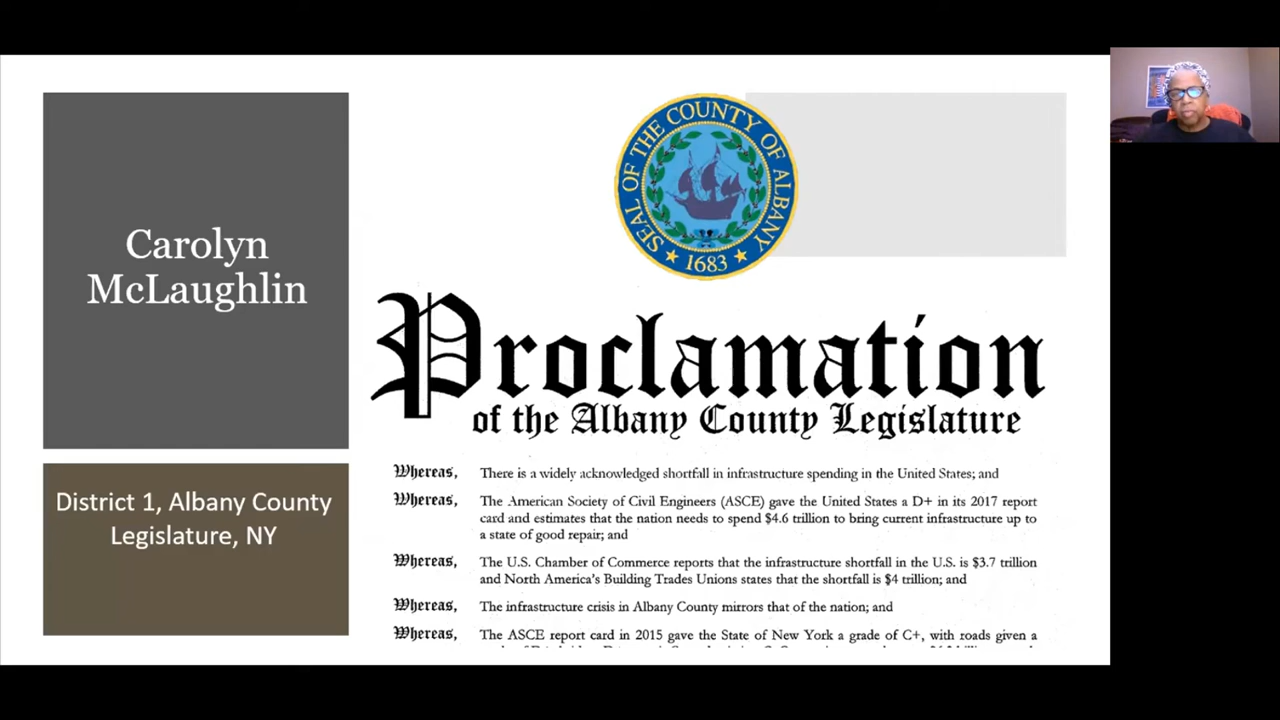 Carolyn
McLaughlin
District 1, Albany County
Legislature, NY
SEAL OF THE COUNTY OF ALBANY
★ 1683 ★
Proclamation
of the Albany County Legislature
Whereas, There is a widely acknowledged shortfall in infrastructure spending in the United States; and
Whereas, The American Society of Civil Engineers (ASCE) gave the United States a D+ in its 2017 report
card and estimates that the nation needs to spend $4.6 trillion to bring current infrastructure up to
a state of good repair; and
Whereas, The U.S. Chamber of Commerce reports that the infrastructure shortfall in the U.S. is $3.7 trillion
and North America's Building Trades Unions states that the shortfall is $4 trillion; and
Whereas, The infrastructure crisis in Albany County mirrors that of the nation; and
Whereas, The ASCE report card in 2015 gave the State of New York a grade of C+, with roads given a